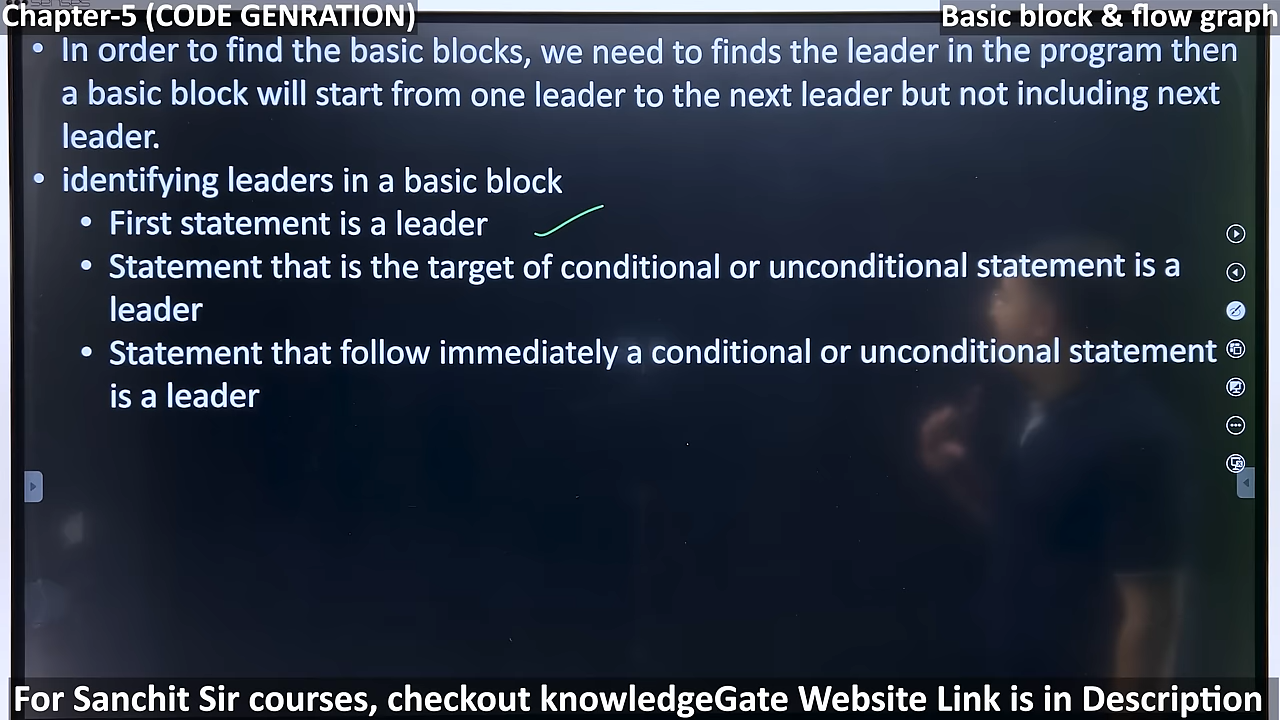 Chapter-5 (CODE GENRATION)
Basic block & flow graph
• In order to find the basic blocks, we need to finds the leader in the program then
a basic block will start from one leader to the next leader but not including next
leader.
• identifying leaders in a basic block
• First statement is a leader
• Statement that is the target of conditional or unconditional statement is a
leader
• Statement that follow immediately a conditional or unconditional statement
is a leader
For Sanchit Sir courses, checkout knowledgeGate Website Link is in Description